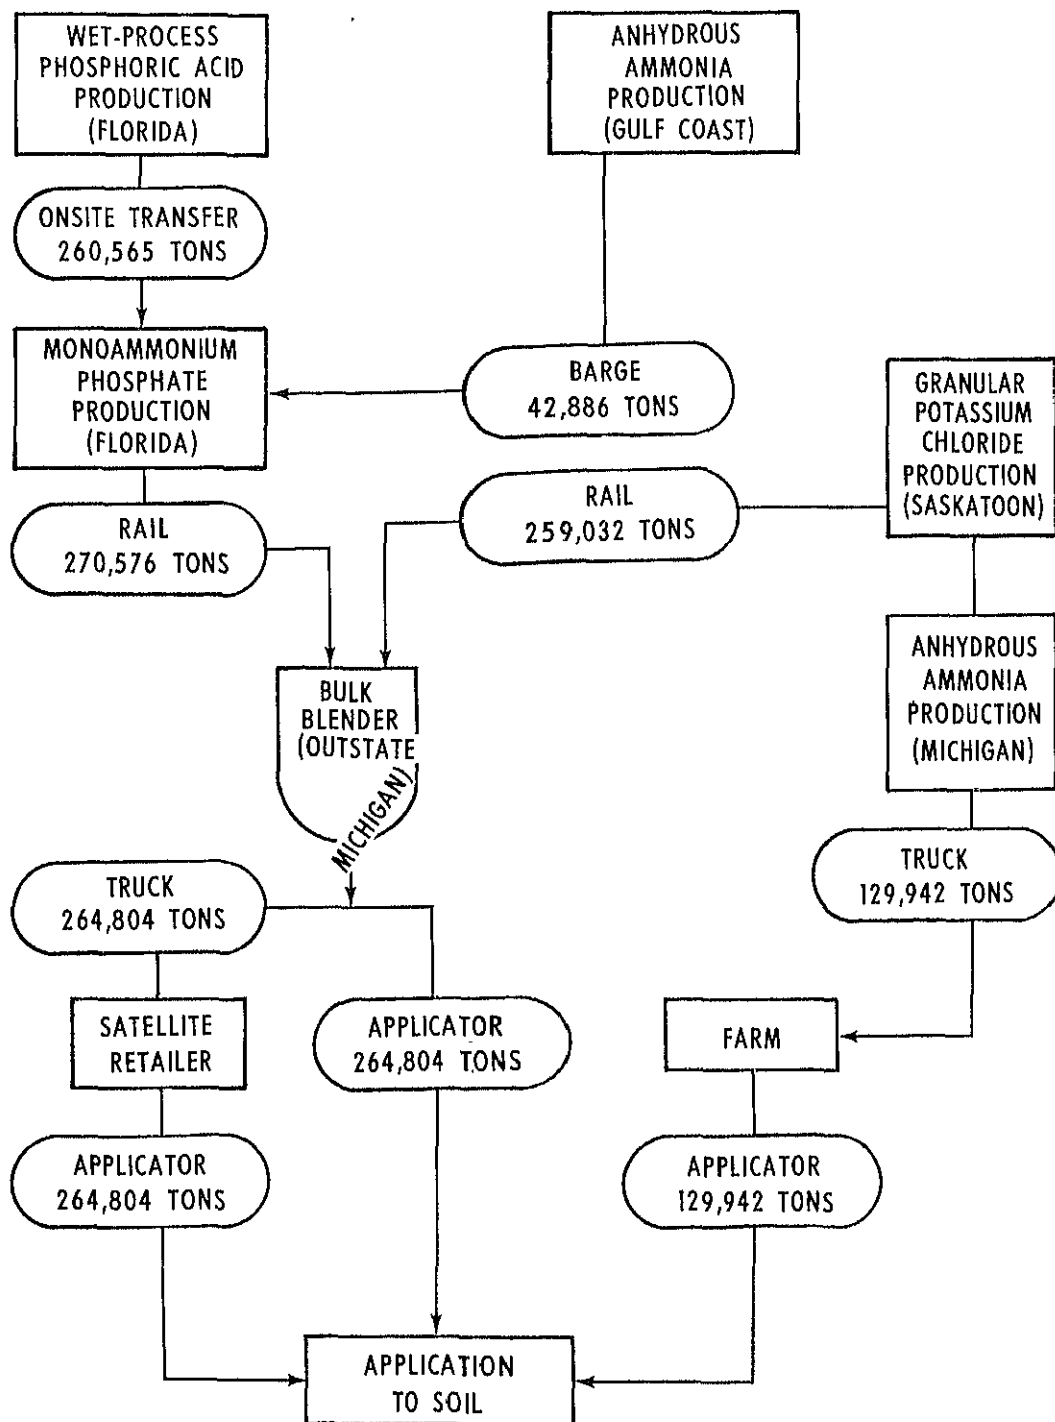 WET-PROCESS
PHOSPHORIC ACID
PRODUCTION
(FLORIDA)
ANHYDROUS
AMMONIA
PRODUCTION
(GULF COAST)
ONSITE TRANSFER
260,565 TONS
MONOAMMONIUM
PHOSPHATE
PRODUCTION
(FLORIDA)
BARGE
42,886 TONS
GRANULAR
POTASSIUM
CHLORIDE
PRODUCTION
(SASKATOON)
RAIL
270,576 TONS
RAIL
259,032 TONS
BULK
BLENDER
(OUTSTATE
MICHIGAN)
ANHYDROUS
AMMONIA
PRODUCTION
(MICHIGAN)
TRUCK
264,804 TONS
TRUCK
129,942 TONS
SATELLITE
RETAILER
APPLICATOR
264,804 TONS
FARM
APPLICATOR
264,804 TONS
APPLICATOR
129,942 TONS
APPLICATION
TO SOIL